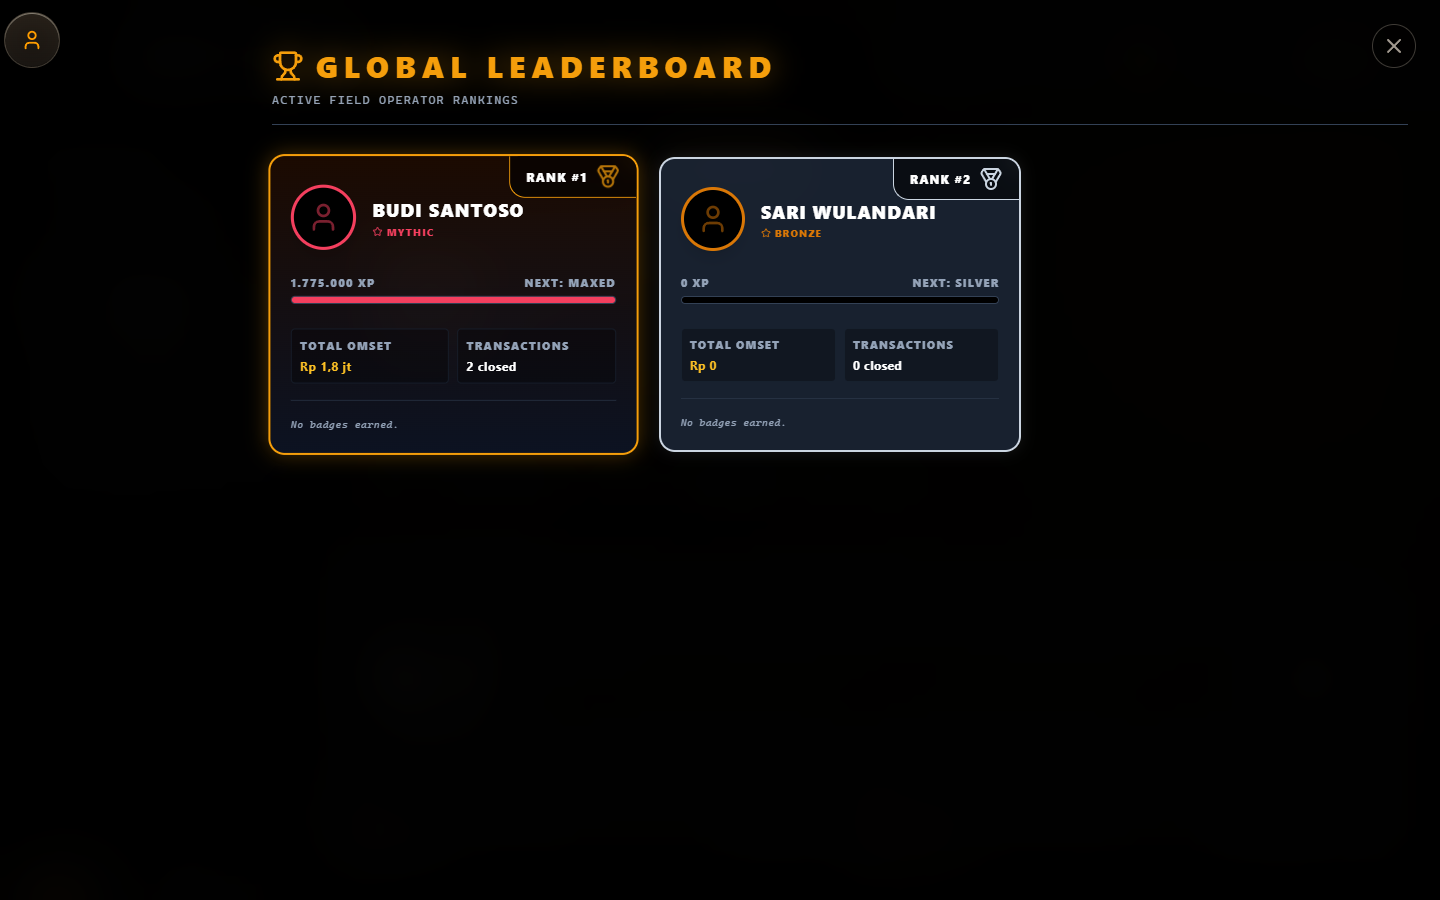 GLOBAL LEADERBOARD
ACTIVE FIELD OPERATOR RANKINGS
RANK #1
BUDI SANTOSO
MYTHIC
1.775.000 XP
NEXT: MAXED
TOTAL OMSET
Rp 1,8 jt
TRANSACTIONS
2 closed
No badges earned.
RANK #2
SARI WULANDARI
BRONZE
0 XP
NEXT: SILVER
TOTAL OMSET
Rp 0
TRANSACTIONS
0 closed
No badges earned.